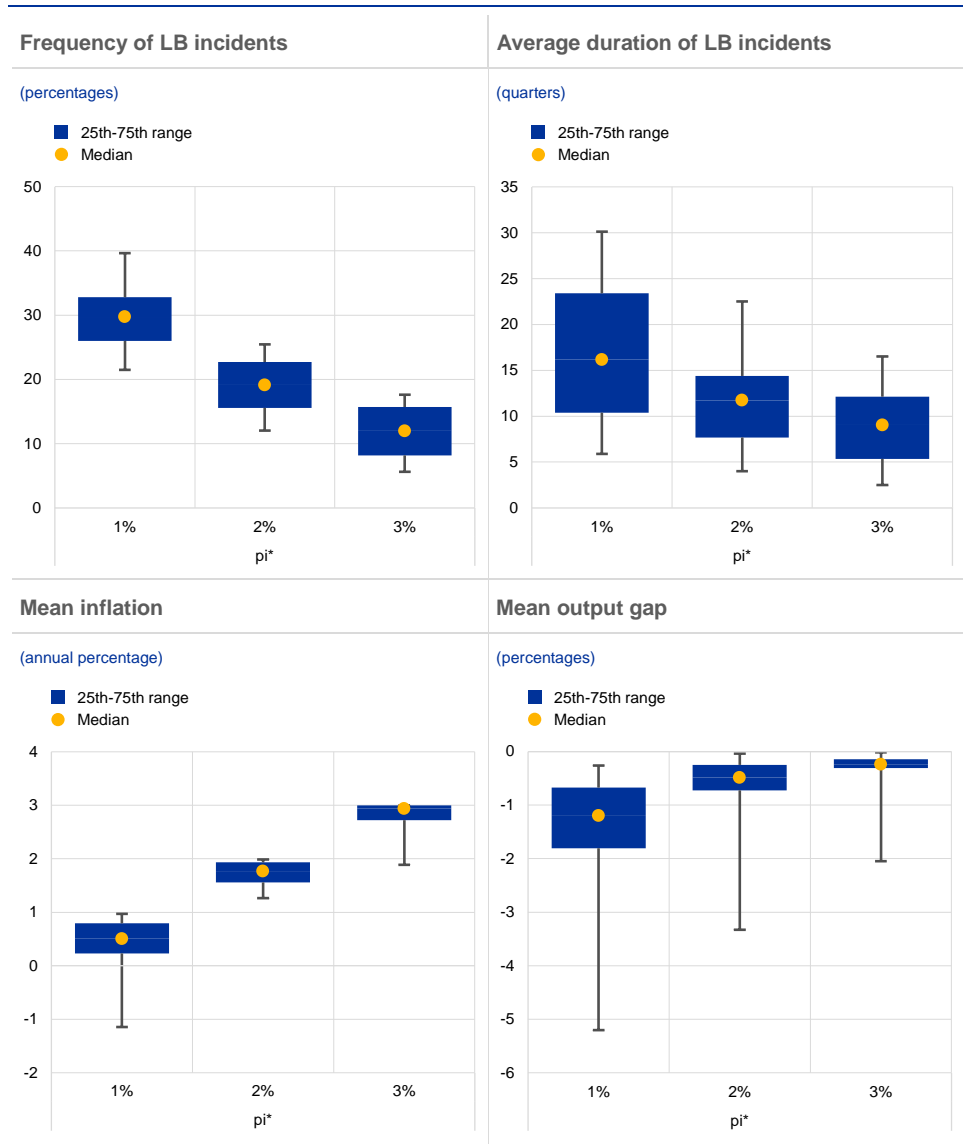 Frequency of LB incidents
(percentages)
25th-75th range
Median
50
40
30
20
10
0
1%
2%
3%
pi*
Average duration of LB incidents
(quarters)
25th-75th range
Median
35
30
25
20
15
10
5
0
1%
2%
3%
pi*
Mean inflation
(annual percentage)
25th-75th range
Median
4
3
2
1
0
-1
-2
1%
2%
3%
pi*
Mean output gap
(percentages)
25th-75th range
Median
0
-1
-2
-3
-4
-5
-6
1%
2%
3%
pi*